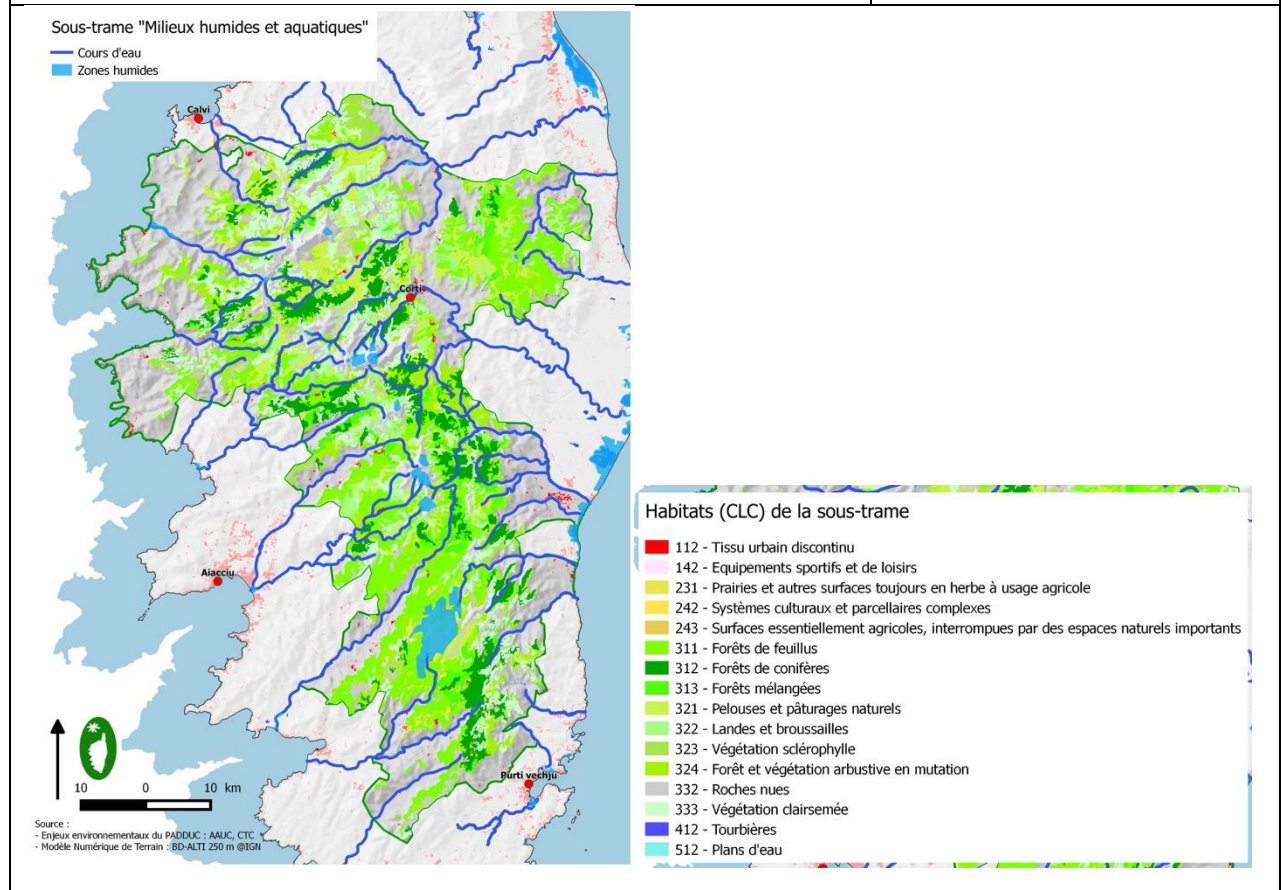 Sous-trame "Milieux humides et aquatiques"
Cours d'eau
Zones humides
Calvi
Corti
Aiacciu
Purti vechju
10 0 10 km
Source :
- Enjeux environnementaux du PADDUC : AAUC, CTC
- Modèle Numérique de Terrain : BD-ALTI 250 m @IGN
Habitats (CLC) de la sous-trame
112 - Tissu urbain discontinu
142 - Equipements sportifs et de loisirs
231 - Prairies et autres surfaces toujours en herbe à usage agricole
242 - Systèmes culturaux et parcellaires complexes
243 - Surfaces essentiellement agricoles, interrompues par des espaces naturels importants
311 - Forêts de feuillus
312 - Forêts de conifères
313 - Forêts mélangées
321 - Pelouses et pâturages naturels
322 - Landes et broussailles
323 - Végétation sclérophylle
324 - Forêt et végétation arbustive en mutation
332 - Roches nues
333 - Végétation clairsemée
412 - Tourbières
512 - Plans d'eau